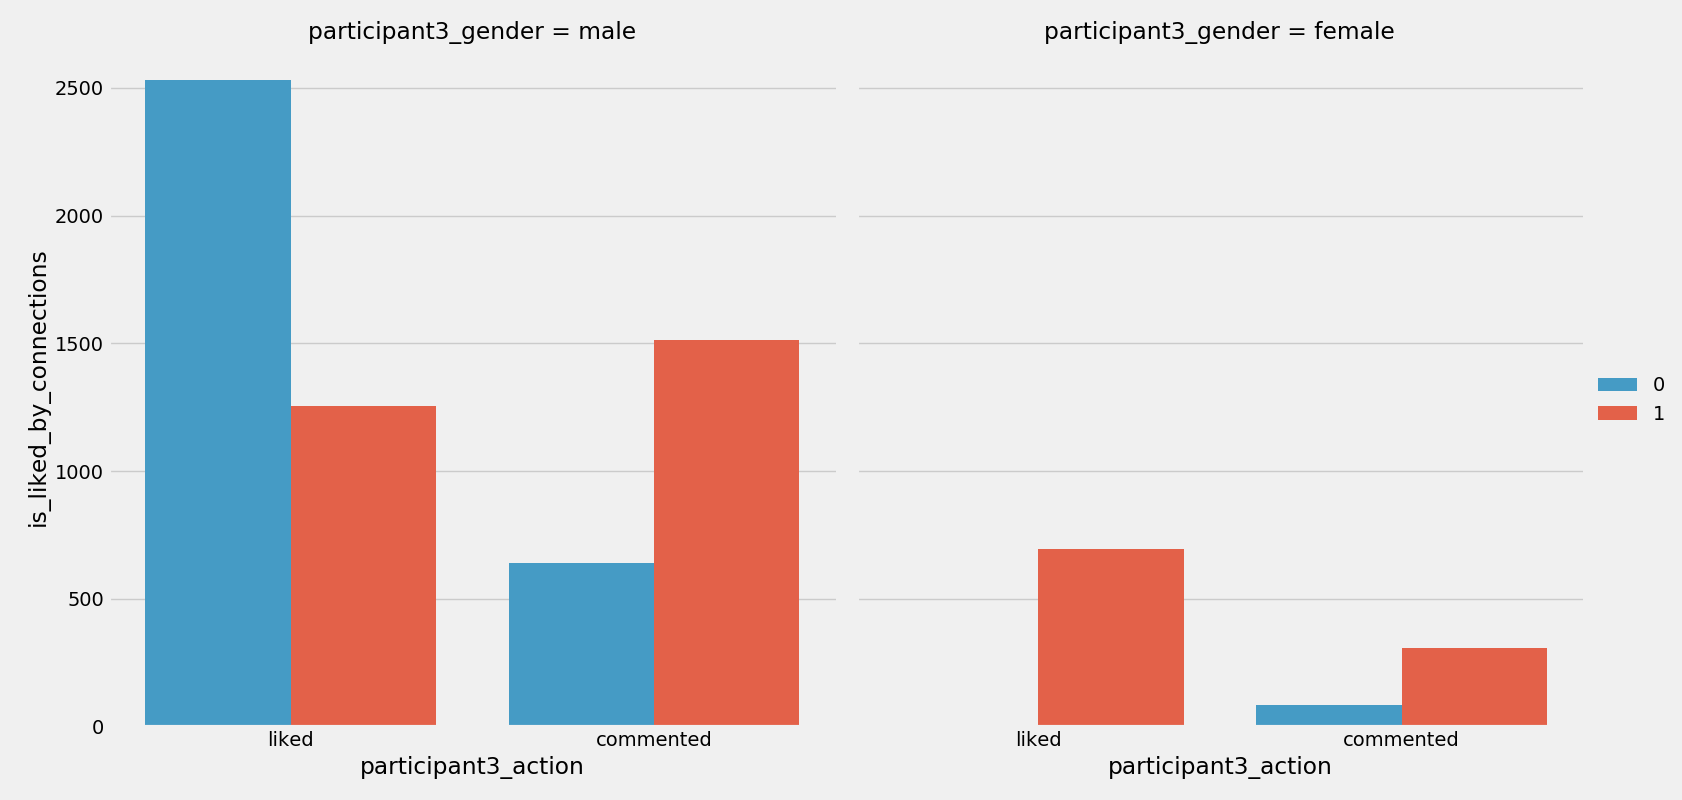 participant3_gender = male
participant3_gender = female
is_liked_by_connections
2500
2000
1500
1000
500
0
liked
commented
liked
commented
participant3_action
participant3_action
0
1